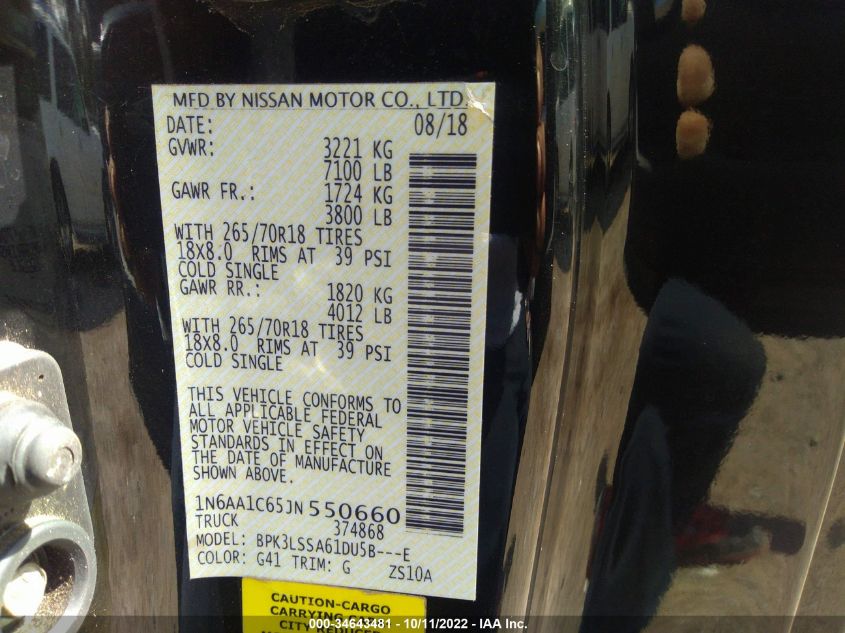 MFD BY NISSAN MOTOR CO., LTD.
DATE: 08/18
GVWR: 3221 KG
7100 LB
GAWR FR.: 1724 KG
3800 LB
WITH 265/70R18 TIRES
18X8.0 RIMS AT 39 PSI
COLD SINGLE
GAWR RR.: 1820 KG
4012 LB
WITH 265/70R18 TIRES
18X8.0 RIMS AT 39 PSI
COLD SINGLE
THIS VEHICLE CONFORMS TO
ALL APPLICABLE FEDERAL
MOTOR VEHICLE SAFETY
STANDARDS IN EFFECT ON
THE DATE OF MANUFACTURE
SHOWN ABOVE.
1N6AA1C65JN550660
TRUCK 374868
MODEL: BPK3LSSA61DU5B---E
COLOR: G41 TRIM: G ZS10A
CAUTION-CARGO
CARRYING
CITY REDUCED
000-34643481 - 10/11/2022 - IAA Inc.